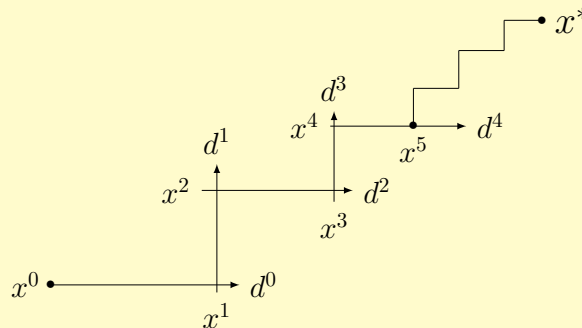 x*
d³
x⁴ d⁴
d¹ x⁵
x² d²
x³
x⁰ d⁰
x¹